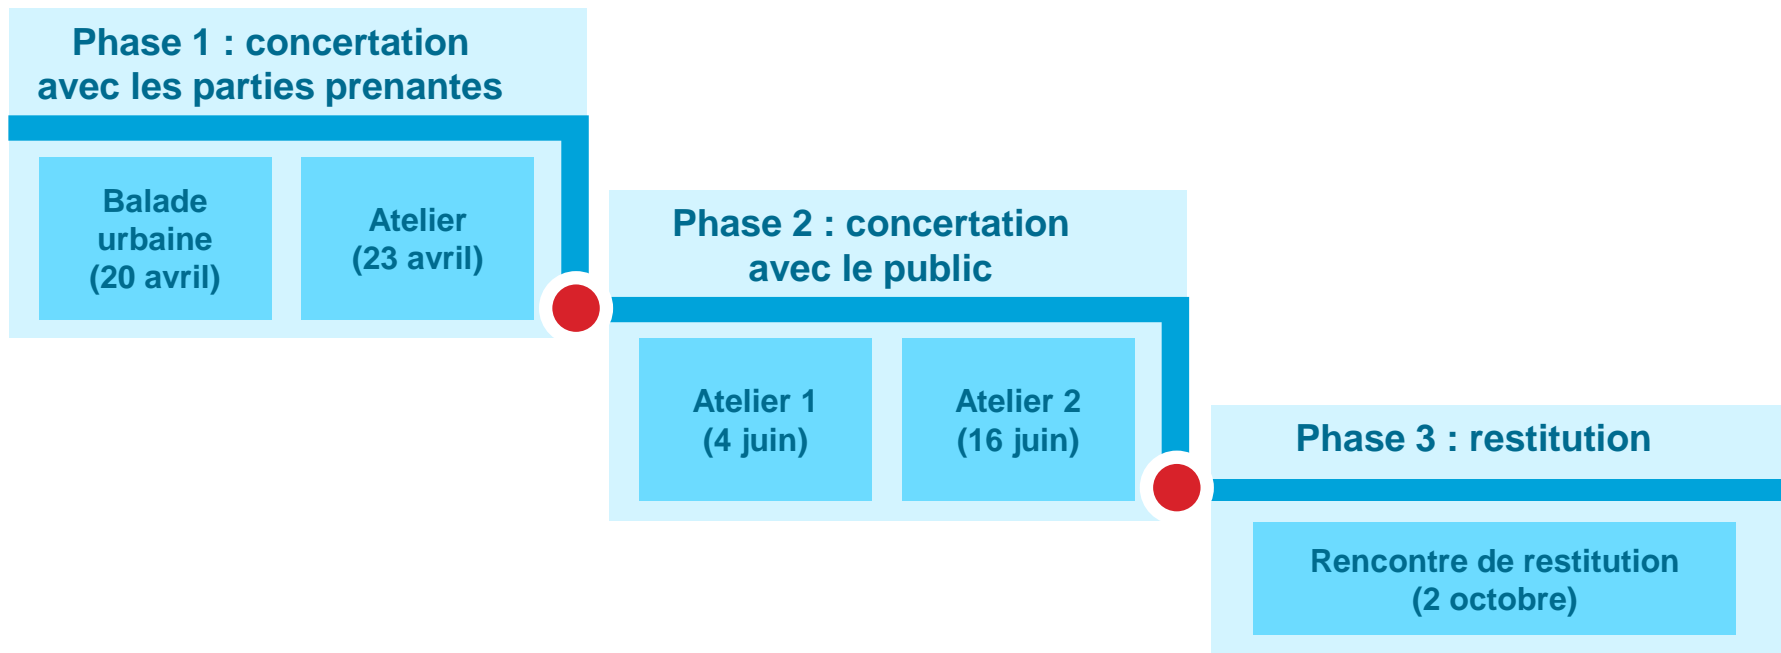 Phase 1 : concertation
avec les parties prenantes
Balade
urbaine
(20 avril)
Atelier
(23 avril)
Phase 2 : concertation
avec le public
Atelier 1
(4 juin)
Atelier 2
(16 juin)
Phase 3 : restitution
Rencontre de restitution
(2 octobre)